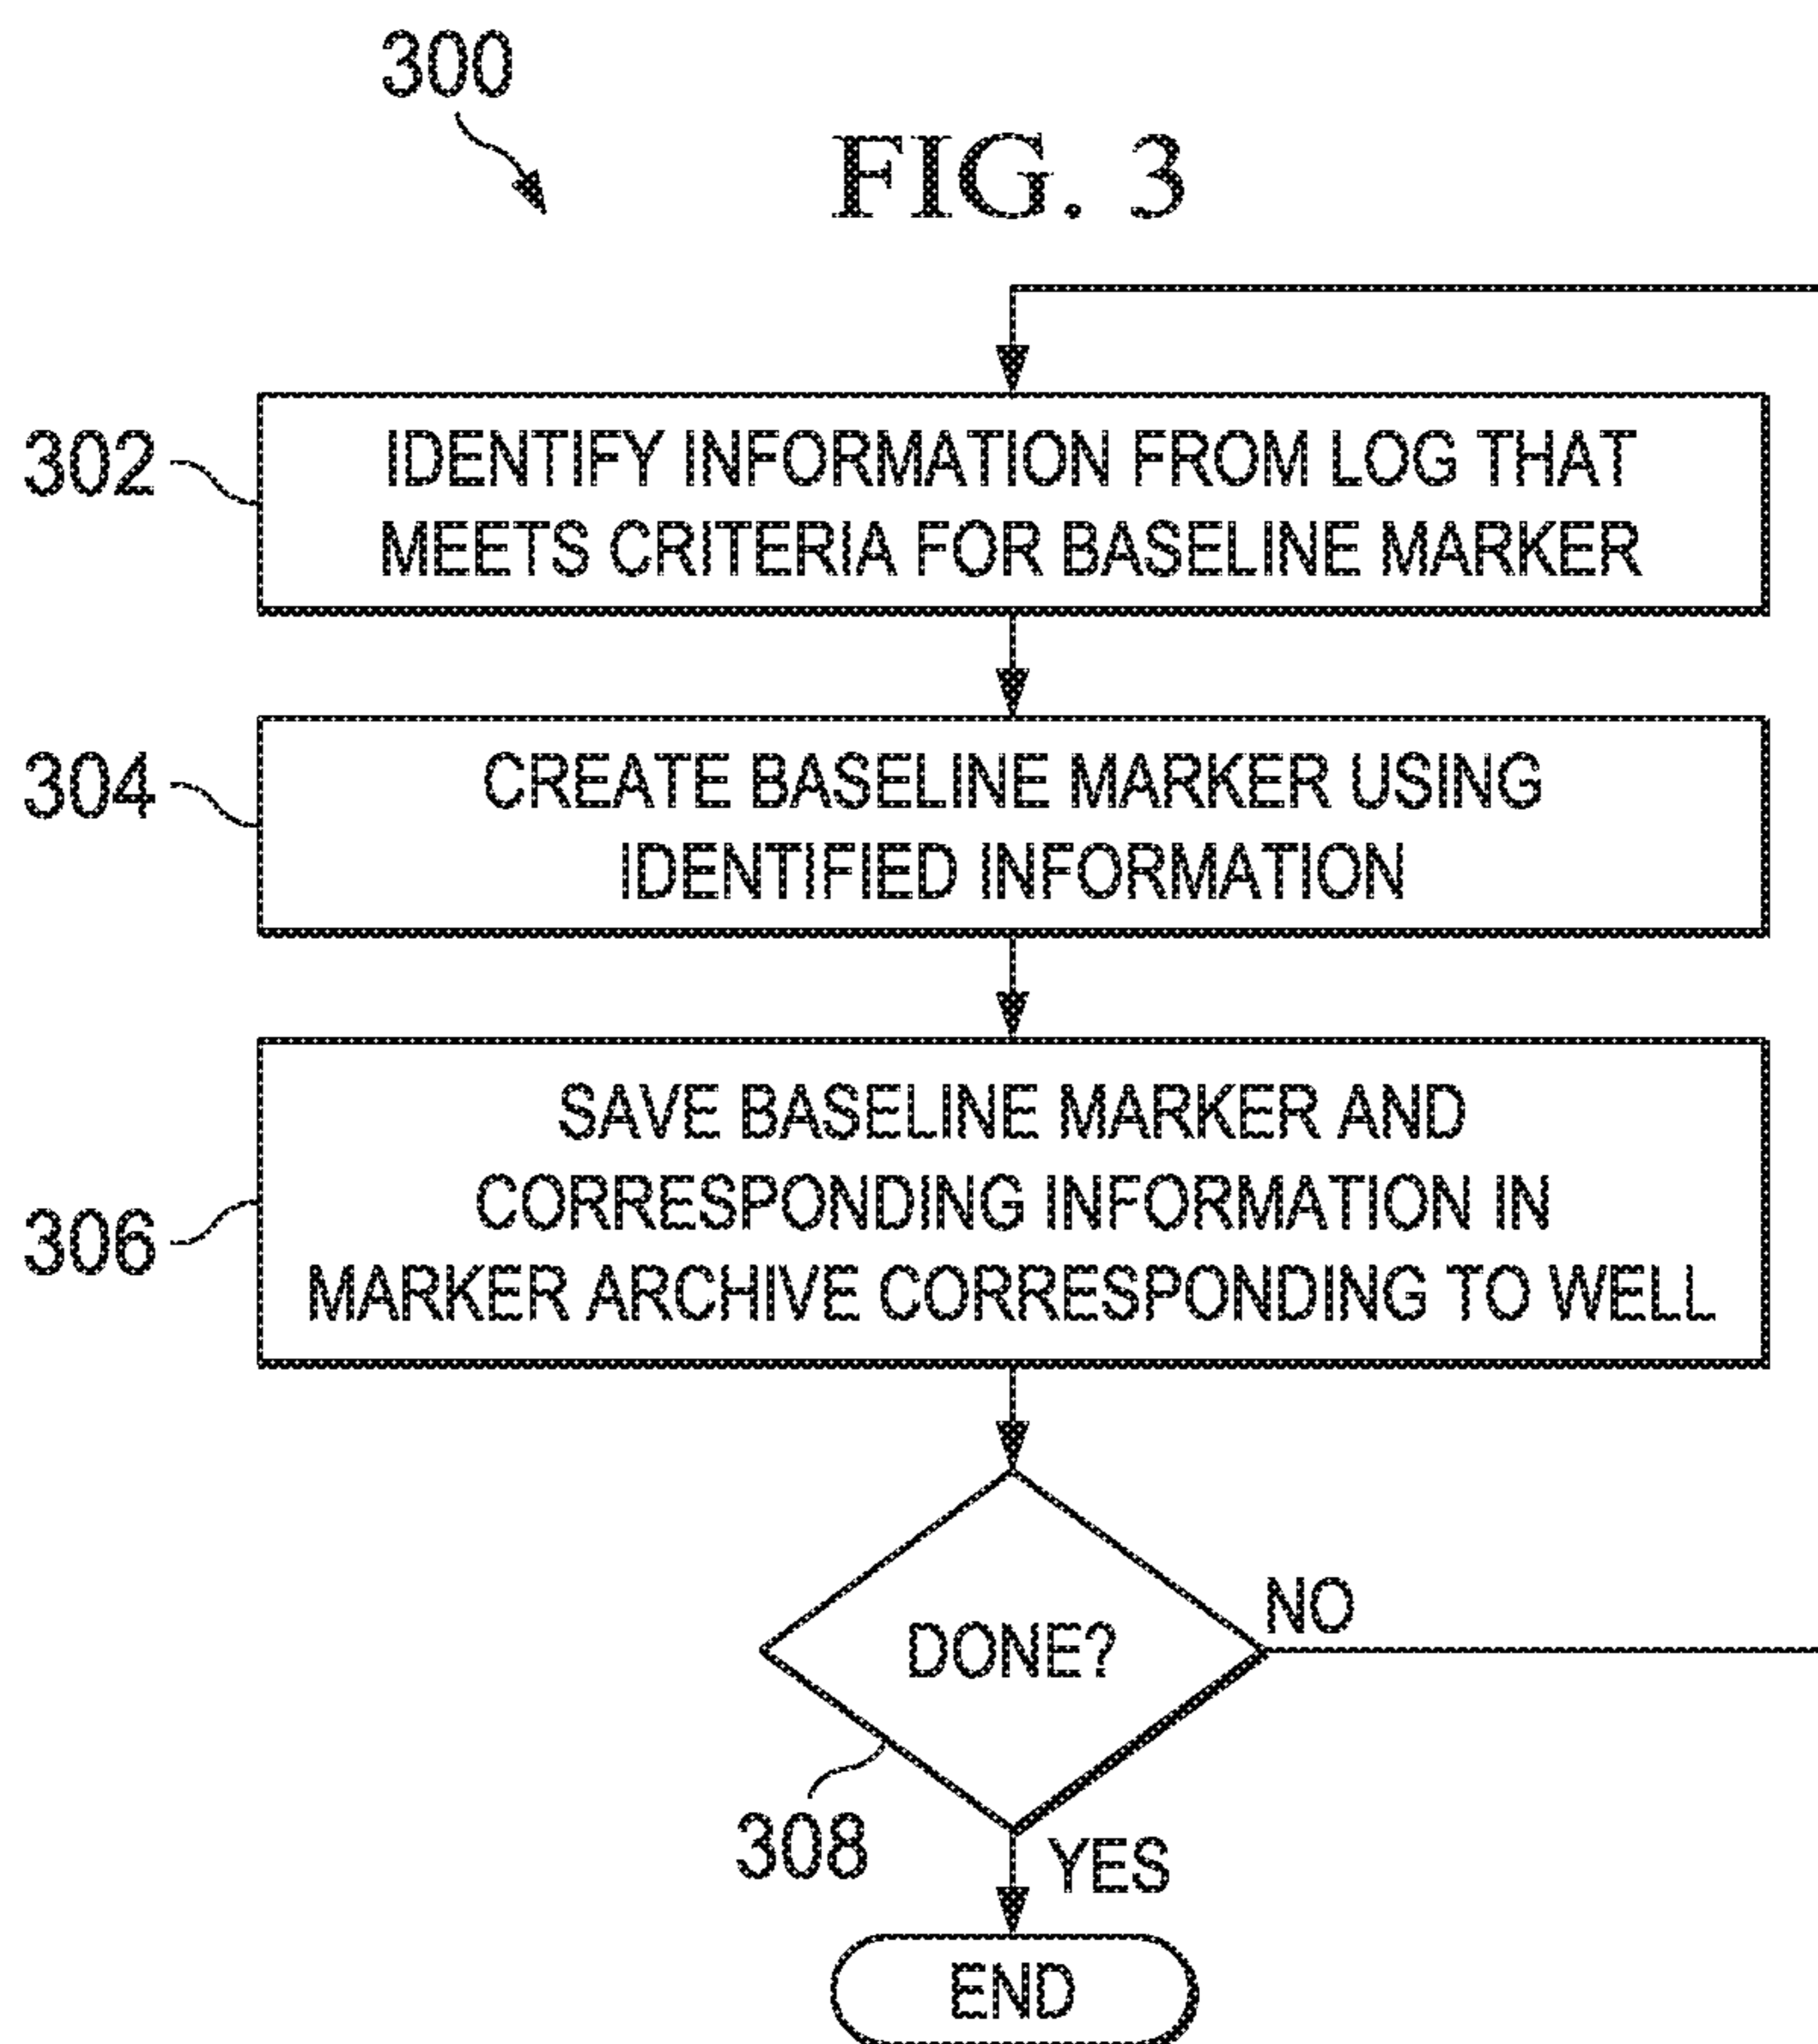 300
FIG. 3
302
IDENTIFY INFORMATION FROM LOG THAT
MEETS CRITERIA FOR BASELINE MARKER
304
CREATE BASELINE MARKER USING
IDENTIFIED INFORMATION
306
SAVE BASELINE MARKER AND
CORRESPONDING INFORMATION IN
MARKER ARCHIVE CORRESPONDING TO WELL
DONE?
NO
308
YES
END